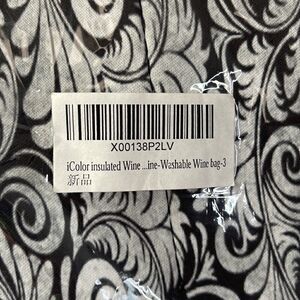 X00138P2LV
iColor insulated Wine ...ine-Washable Wine bag-3
新品